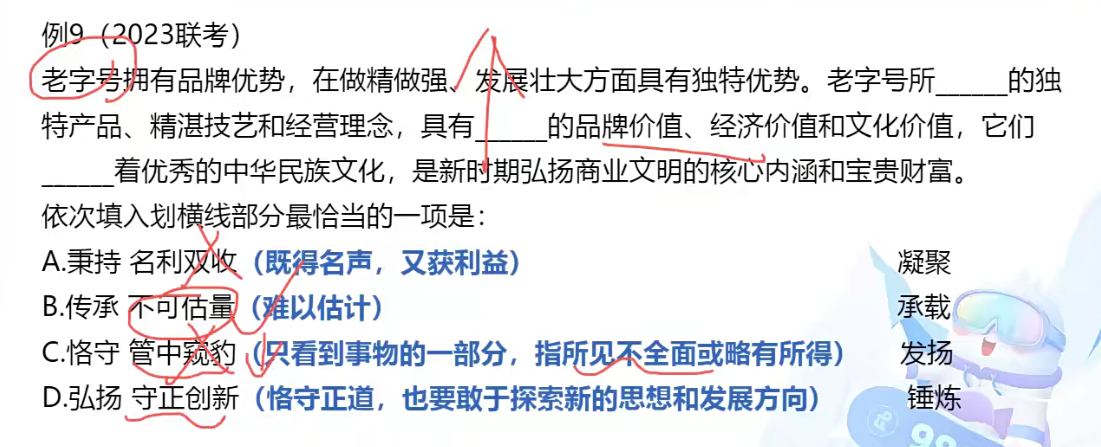 例9（2023联考）
老字号拥有品牌优势，在做精做强、发展壮大方面具有独特优势。老字号所______的独
特产品、精湛技艺和经营理念，具有______的品牌价值、经济价值和文化价值，它们
______着优秀的中华民族文化，是新时期弘扬商业文明的核心内涵和宝贵财富。
依次填入划横线部分最恰当的一项是：
A.秉持 名利双收（既得名声，又获利益） 凝聚
B.传承 不可估量（难以估计） 承载
C.恪守 管中窥豹（只看到事物的一部分，指所见不全面或略有所得） 发扬
D.弘扬 守正创新（恪守正道，也要敢于探索新的思想和发展方向） 锤炼